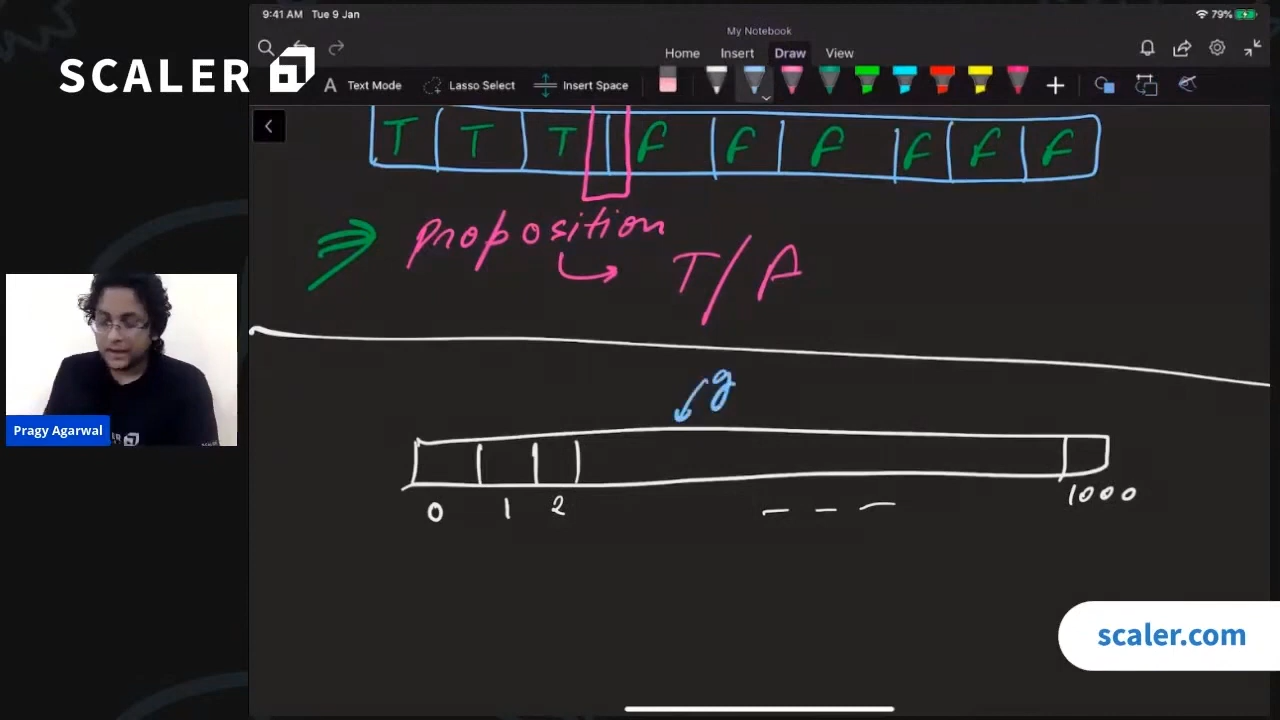 9:41 AM Tue 9 Jan
79%
My Notebook
Home Insert Draw View
SCALER
Text Mode Lasso Select Insert Space
T T T F F F F F F
proposition
T/F
g
0 1 2 --- 1000
Pragy Agarwal
scaler.com